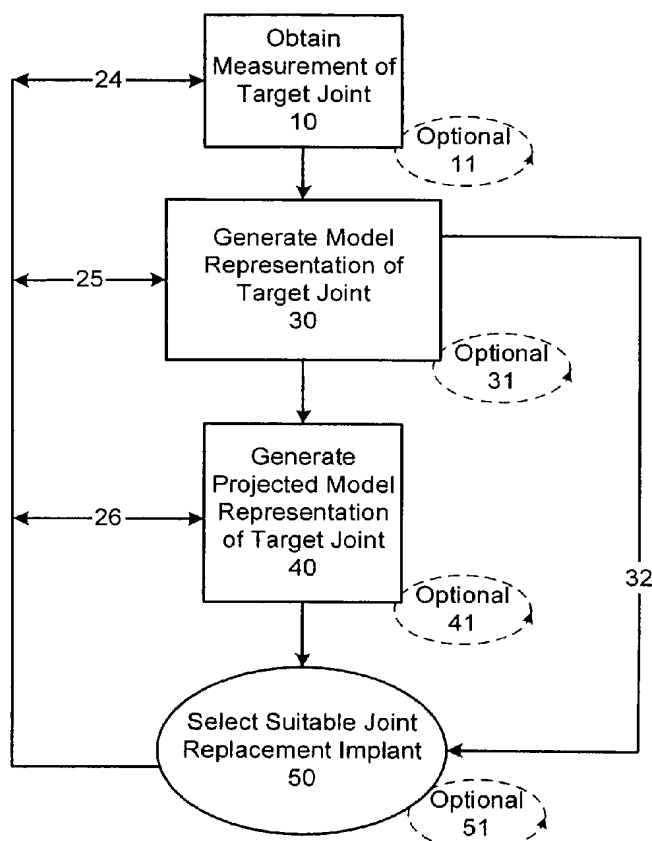 Obtain
Measurement of
Target Joint
10
24
Optional
11
Generate Model
Representation of
Target Joint
30
25
Optional
31
Generate
Projected Model
Representation
of Target Joint
40
26
32
Optional
41
Select Suitable Joint
Replacement Implant
50
Optional
51